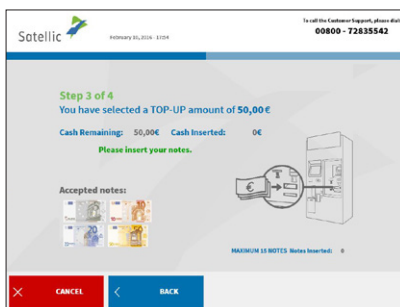 To call the Customer Support, please dial:
Satellic
February 16, 2016 - 17:54
00800 - 72835542
Step 3 of 4
You have selected a TOP-UP amount of 50,00 €
Cash Remaining: 50,00€ Cash Inserted: 0€
Please insert your notes.
Accepted notes:
MAXIMUM 15 NOTES Notes Inserted: 0
CANCEL
BACK